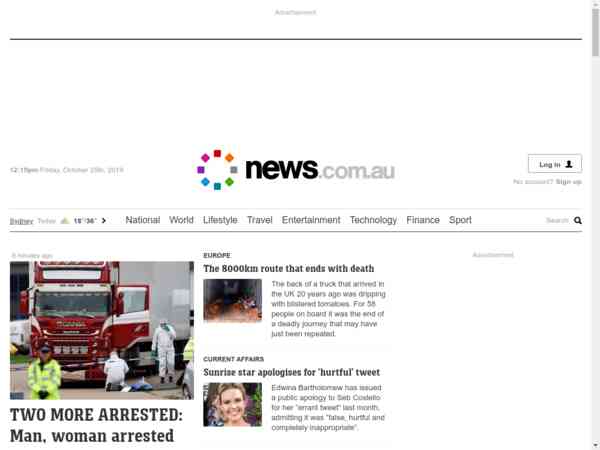 Advertisement
12:15pm Friday, October 25th, 2019
news.com.au
Log in
No account? Sign up
Sydney Today 18°/36°
National World Lifestyle Travel Entertainment Technology Finance Sport
Search
6 minutes ago
TWO MORE ARRESTED:
Man, woman arrested
EUROPE
The 8000km route that ends with death
The back of a truck that arrived in
the UK 20 years ago was dripping
with blistered tomatoes. For 58
people on board it was the end of
a deadly journey that may have
just been repeated.
CURRENT AFFAIRS
Sunrise star apologises for ‘hurtful’ tweet
Edwina Bartholomew has issued
a public apology to Seb Costello
for her “errant tweet” last month,
admitting it was “false, hurtful and
completely inappropriate”.
Advertisement